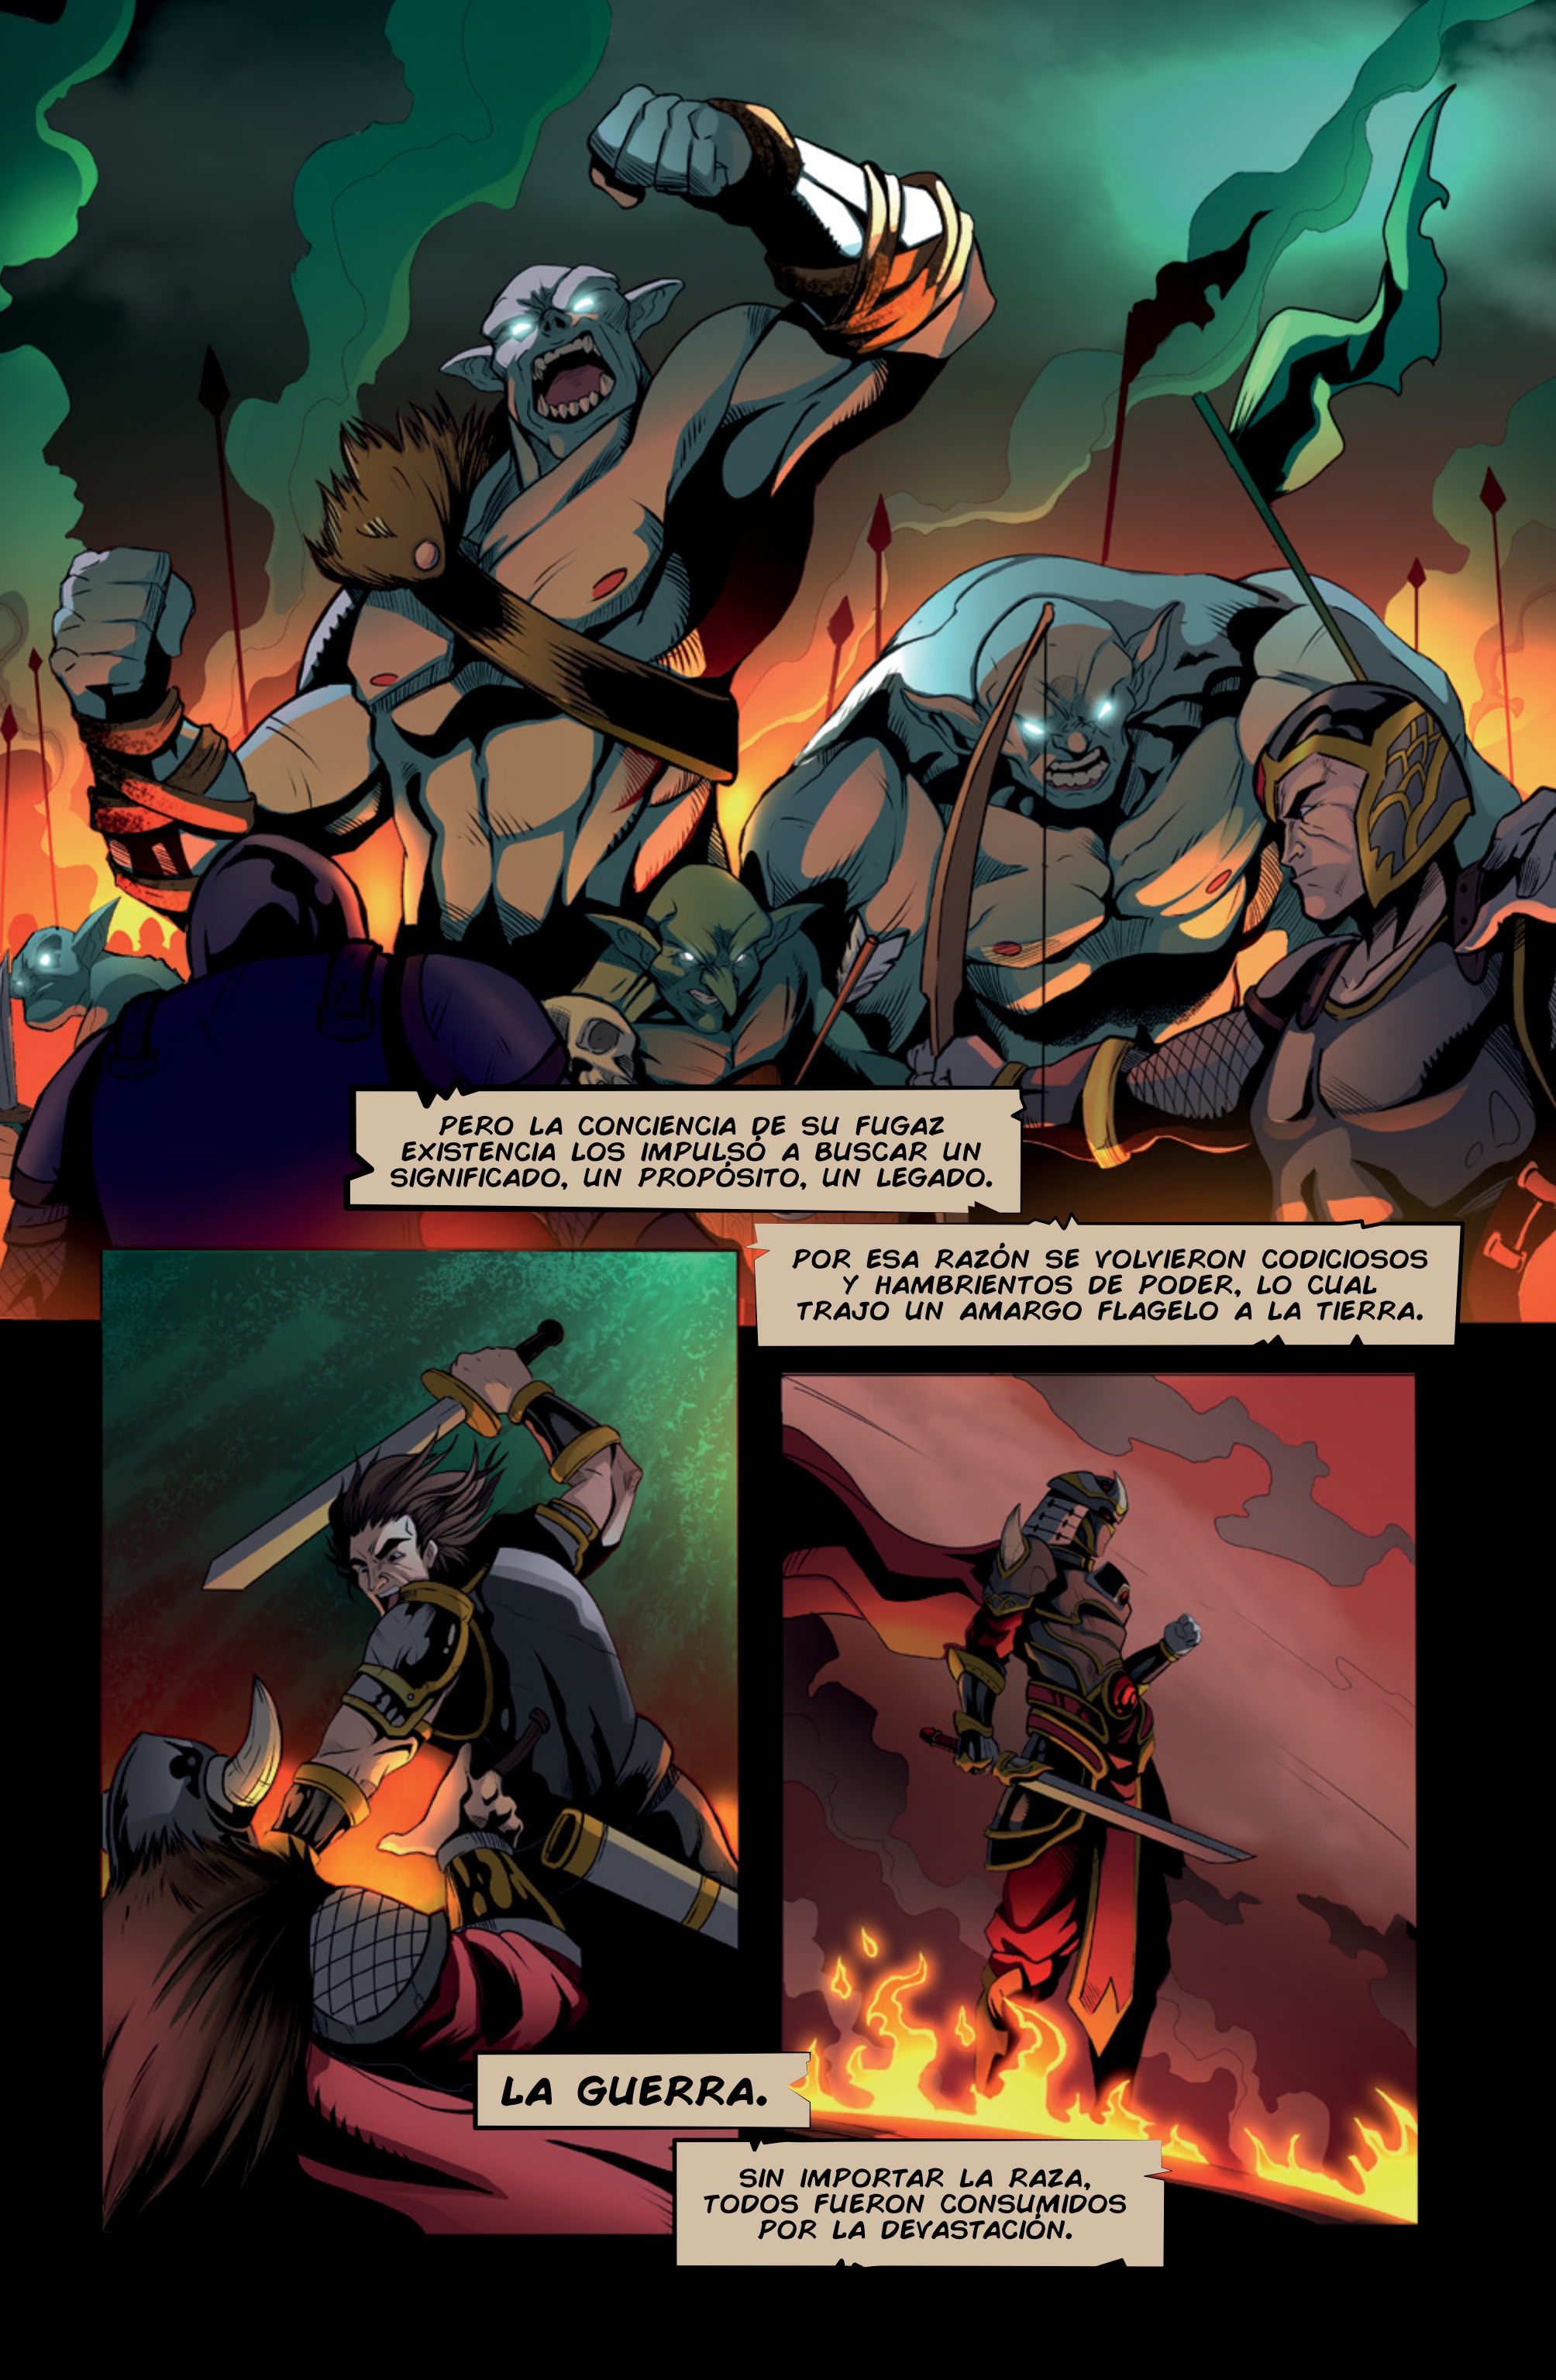 PERO LA CONCIENCIA DE SU FUGAZ
EXISTENCIA LOS IMPULSÓ A BUSCAR UN
SIGNIFICADO, UN PROPÓSITO, UN LEGADO.
POR ESA RAZÓN SE VOLVIERON CODICIOSOS
Y HAMBRIENTOS DE PODER, LO CUAL
TRAJO UN AMARGO FLAGELO A LA TIERRA.
LA GUERRA.
SIN IMPORTAR LA RAZA,
TODOS FUERON CONSUMIDOS
POR LA DEVASTACIÓN.